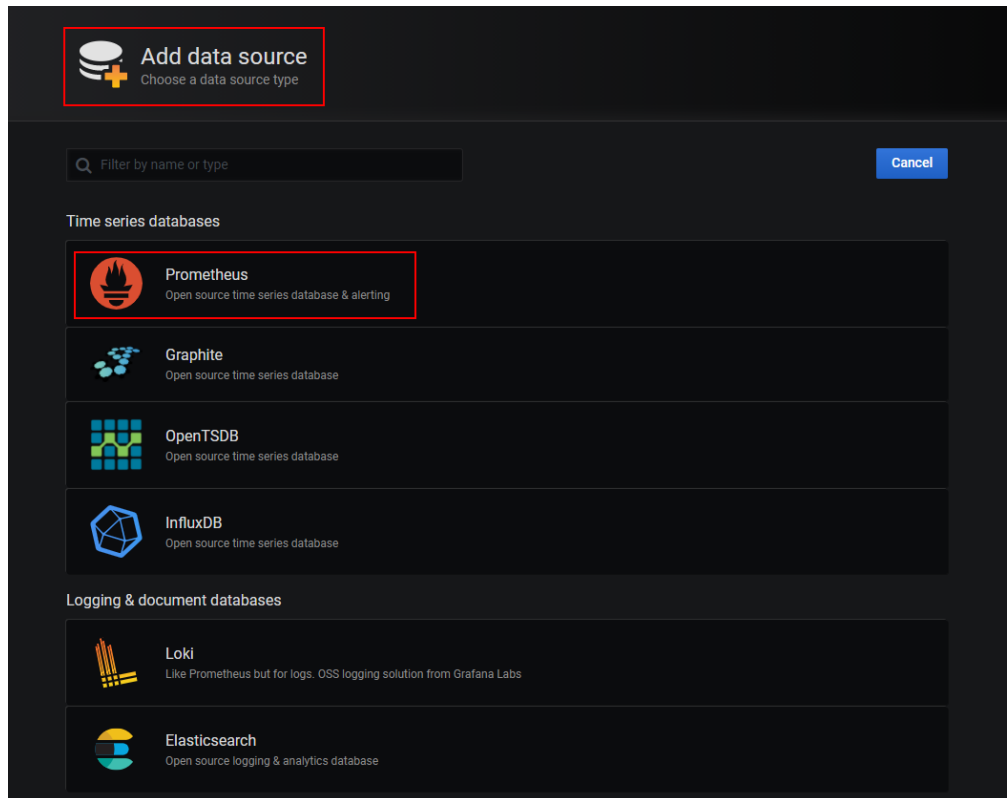 Add data source
Choose a data source type
Filter by name or type
Cancel
Time series databases
Prometheus
Open source time series database & alerting
Graphite
Open source time series database
OpenTSDB
Open source time series database
InfluxDB
Open source time series database
Logging & document databases
Loki
Like Prometheus but for logs. OSS logging solution from Grafana Labs
Elasticsearch
Open source logging & analytics database